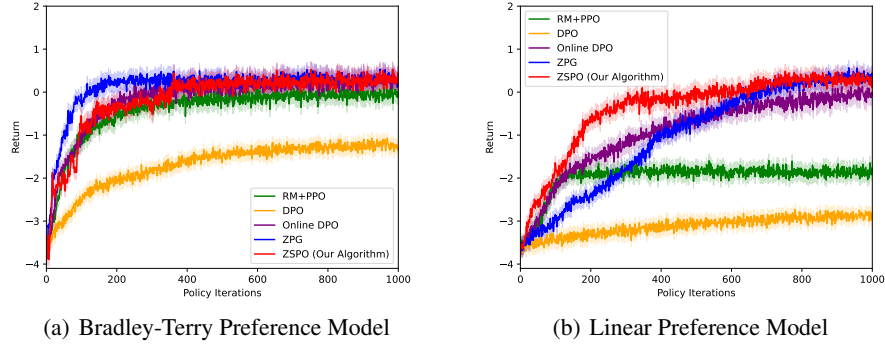 2
1
0
−1
−2
−3
−4
Return
0
200
400
600
800
1000
Policy Iterations
RM+PPO
DPO
Online DPO
ZPG
ZSPO (Our Algorithm)
(a) Bradley-Terry Preference Model
2
1
0
−1
−2
−3
−4
Return
0
200
400
600
800
1000
Policy Iterations
RM+PPO
DPO
Online DPO
ZPG
ZSPO (Our Algorithm)
(b) Linear Preference Model